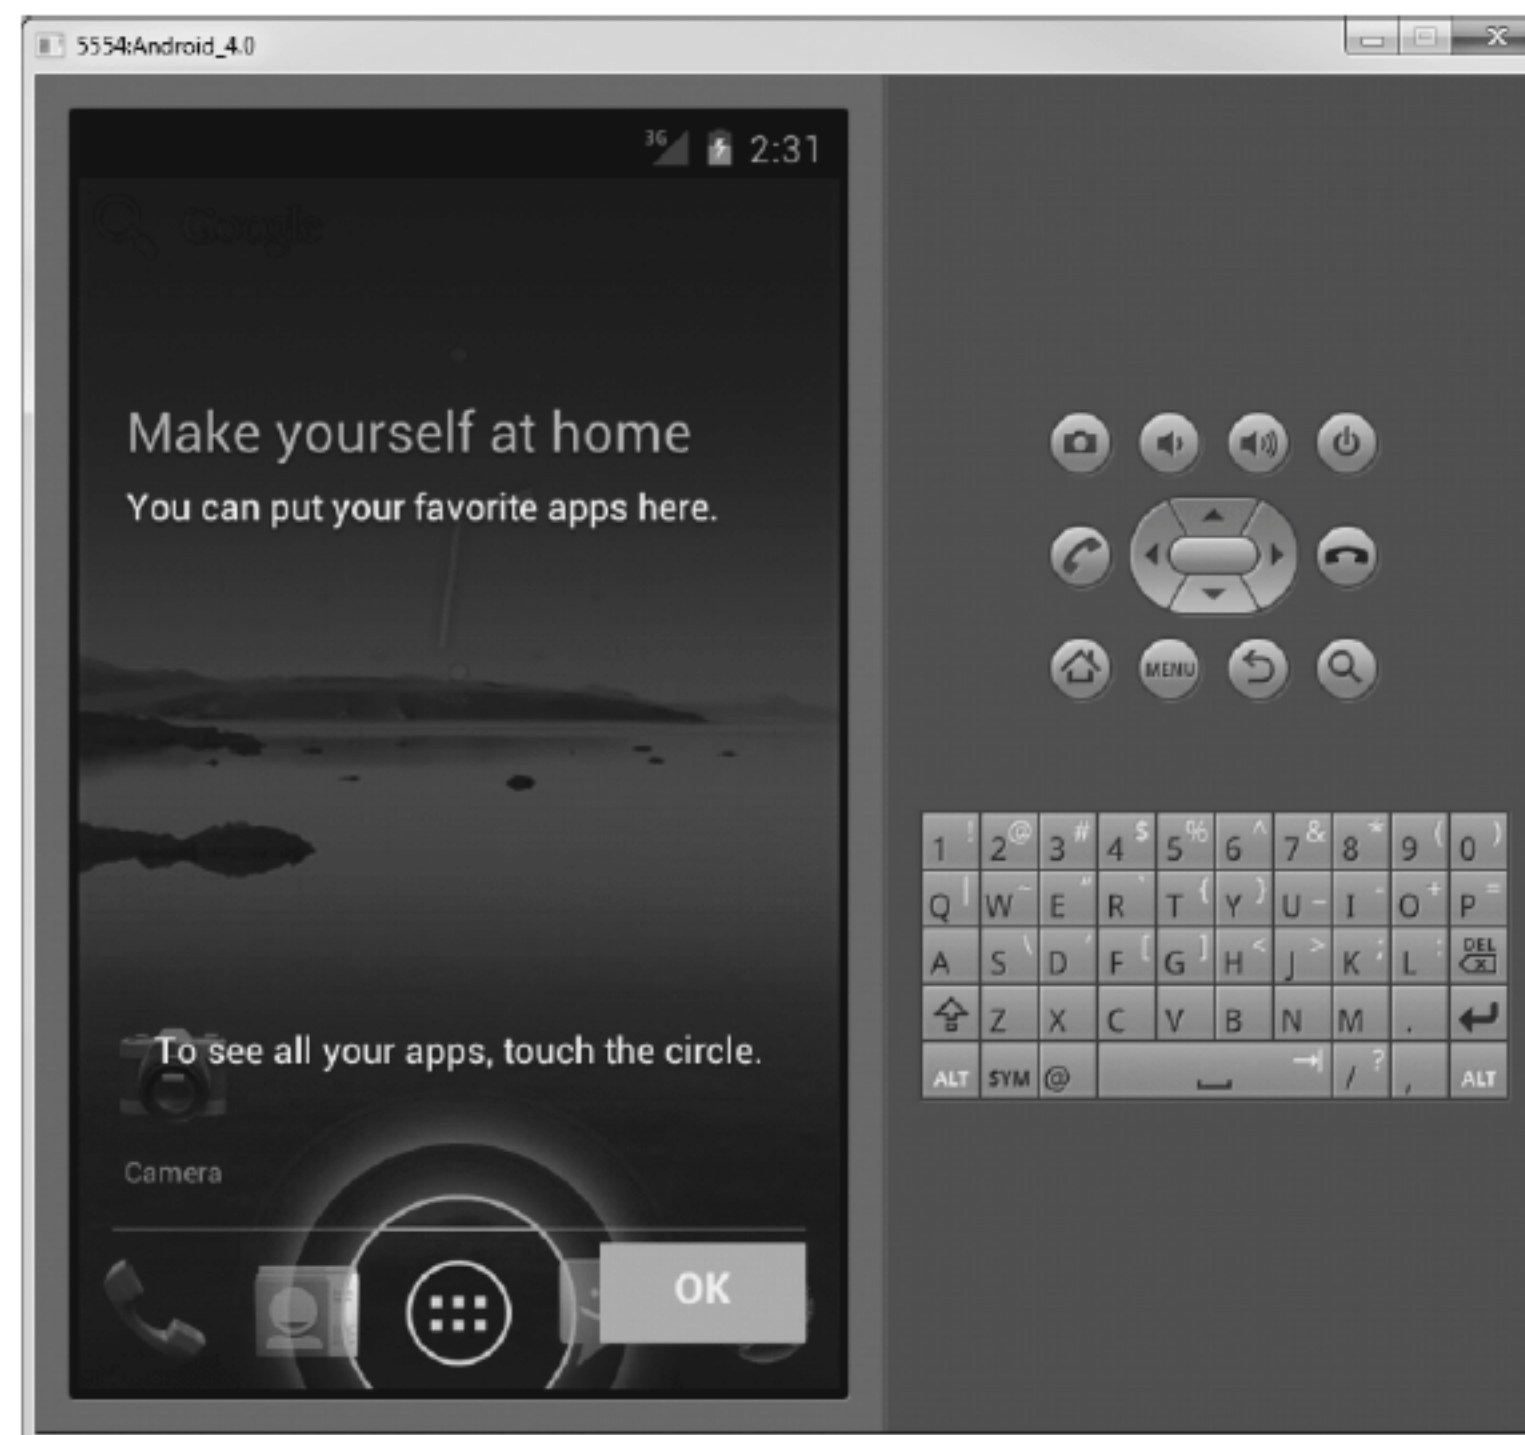 5554:Android_4.0
3G 2:31
Google
Make yourself at home
You can put your favorite apps here.
To see all your apps, touch the circle.
Camera
OK
MENU
1 ! 2 @ 3 # 4 $ 5 % 6 ^ 7 & 8 * 9 ( 0 )
Q | W ~ E " R ` T { Y } U _ I - O + P =
A S \ D ' F [ G ] H < J > K ; L : DEL
Z X C V B N M .
ALT SYM @ / ? , ALT